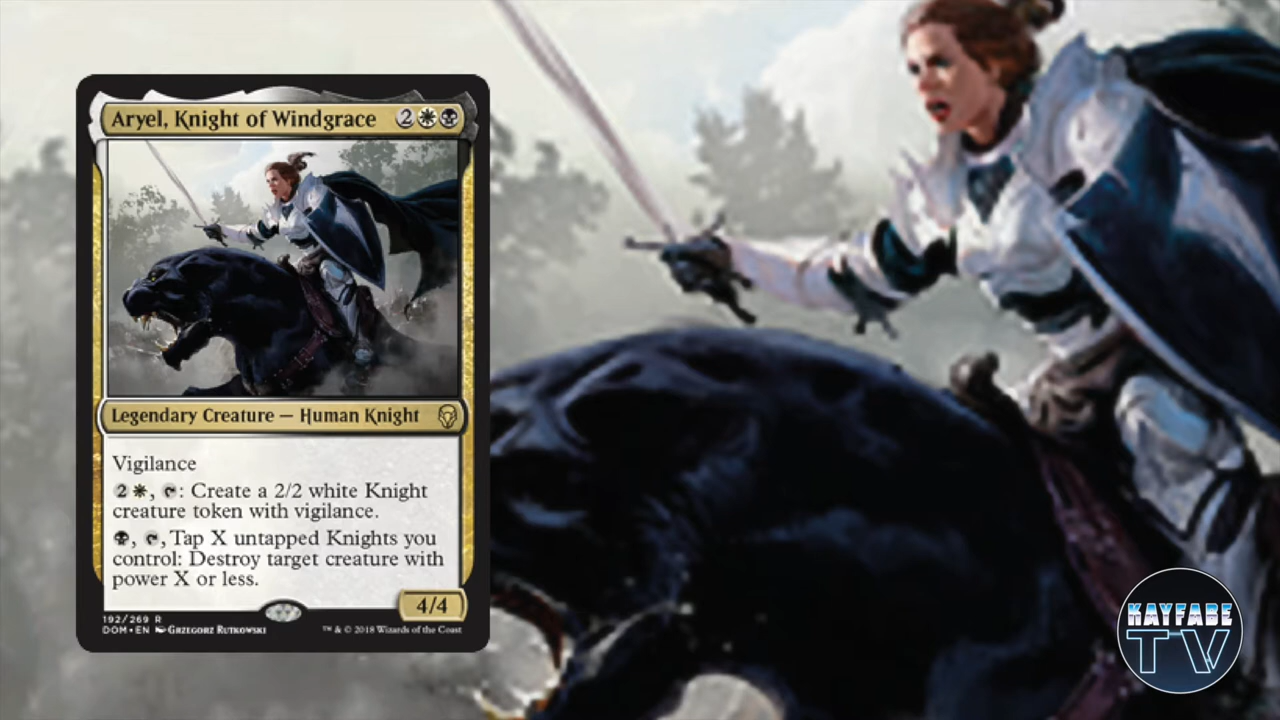 Aryel, Knight of Windgrace 2
Legendary Creature — Human Knight
Vigilance
2 , : Create a 2/2 white Knight
creature token with vigilance.
, , Tap X untapped Knights you
control: Destroy target creature with
power X or less.
4/4
192/269 R
DOM • EN Grzegorz Rutkowski
™ & © 2018 Wizards of the Coast
KAYFABE
TV